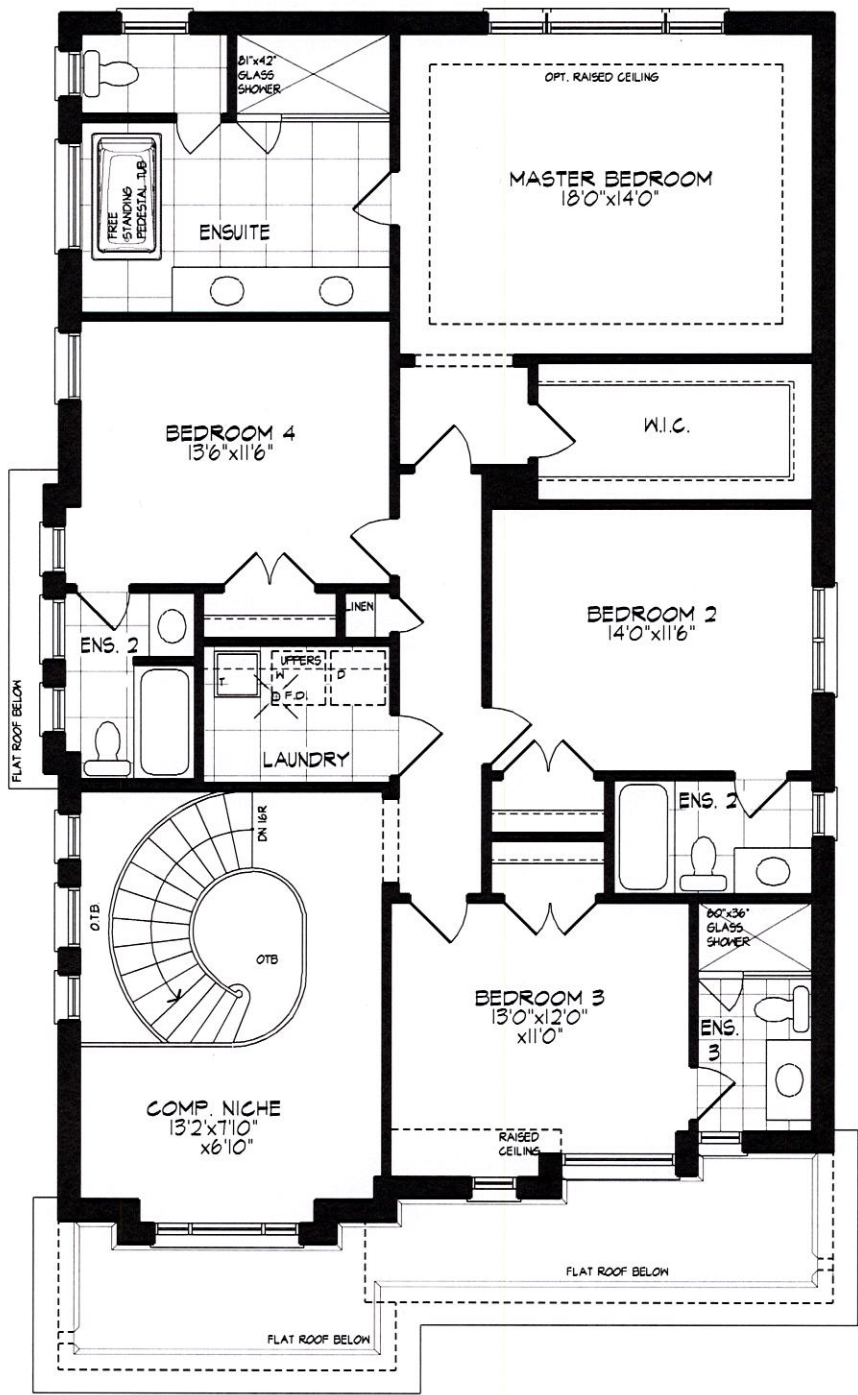 81"x42"
GLASS
SHOWER
OPT. RAISED CEILING
MASTER BEDROOM
18'0"x14'0"
FREE
STANDING
PEDESTAL TUB
ENSUITE
BEDROOM 4
13'6"x11'6"
W.I.C.
LINEN
BEDROOM 2
14'0"x11'6"
ENS. 2
UPPERS
T
W
D
F.D.
LAUNDRY
FLAT ROOF BELOW
ENS. 2
DN 16R
O.T.B.
OTB
60"x36"
GLASS
SHOWER
BEDROOM 3
13'0"x12'0"
x11'0"
ENS.
3
COMP. NICHE
13'2'x7'10"
x6'10"
RAISED
CEILING
FLAT ROOF BELOW
FLAT ROOF BELOW